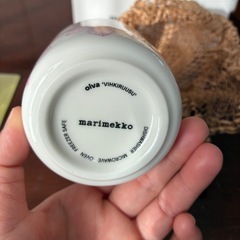 oiva "VIHKIRUUSU"
marimekko
DISHWASHER MICROWAVE OVEN FREEZER SAFE